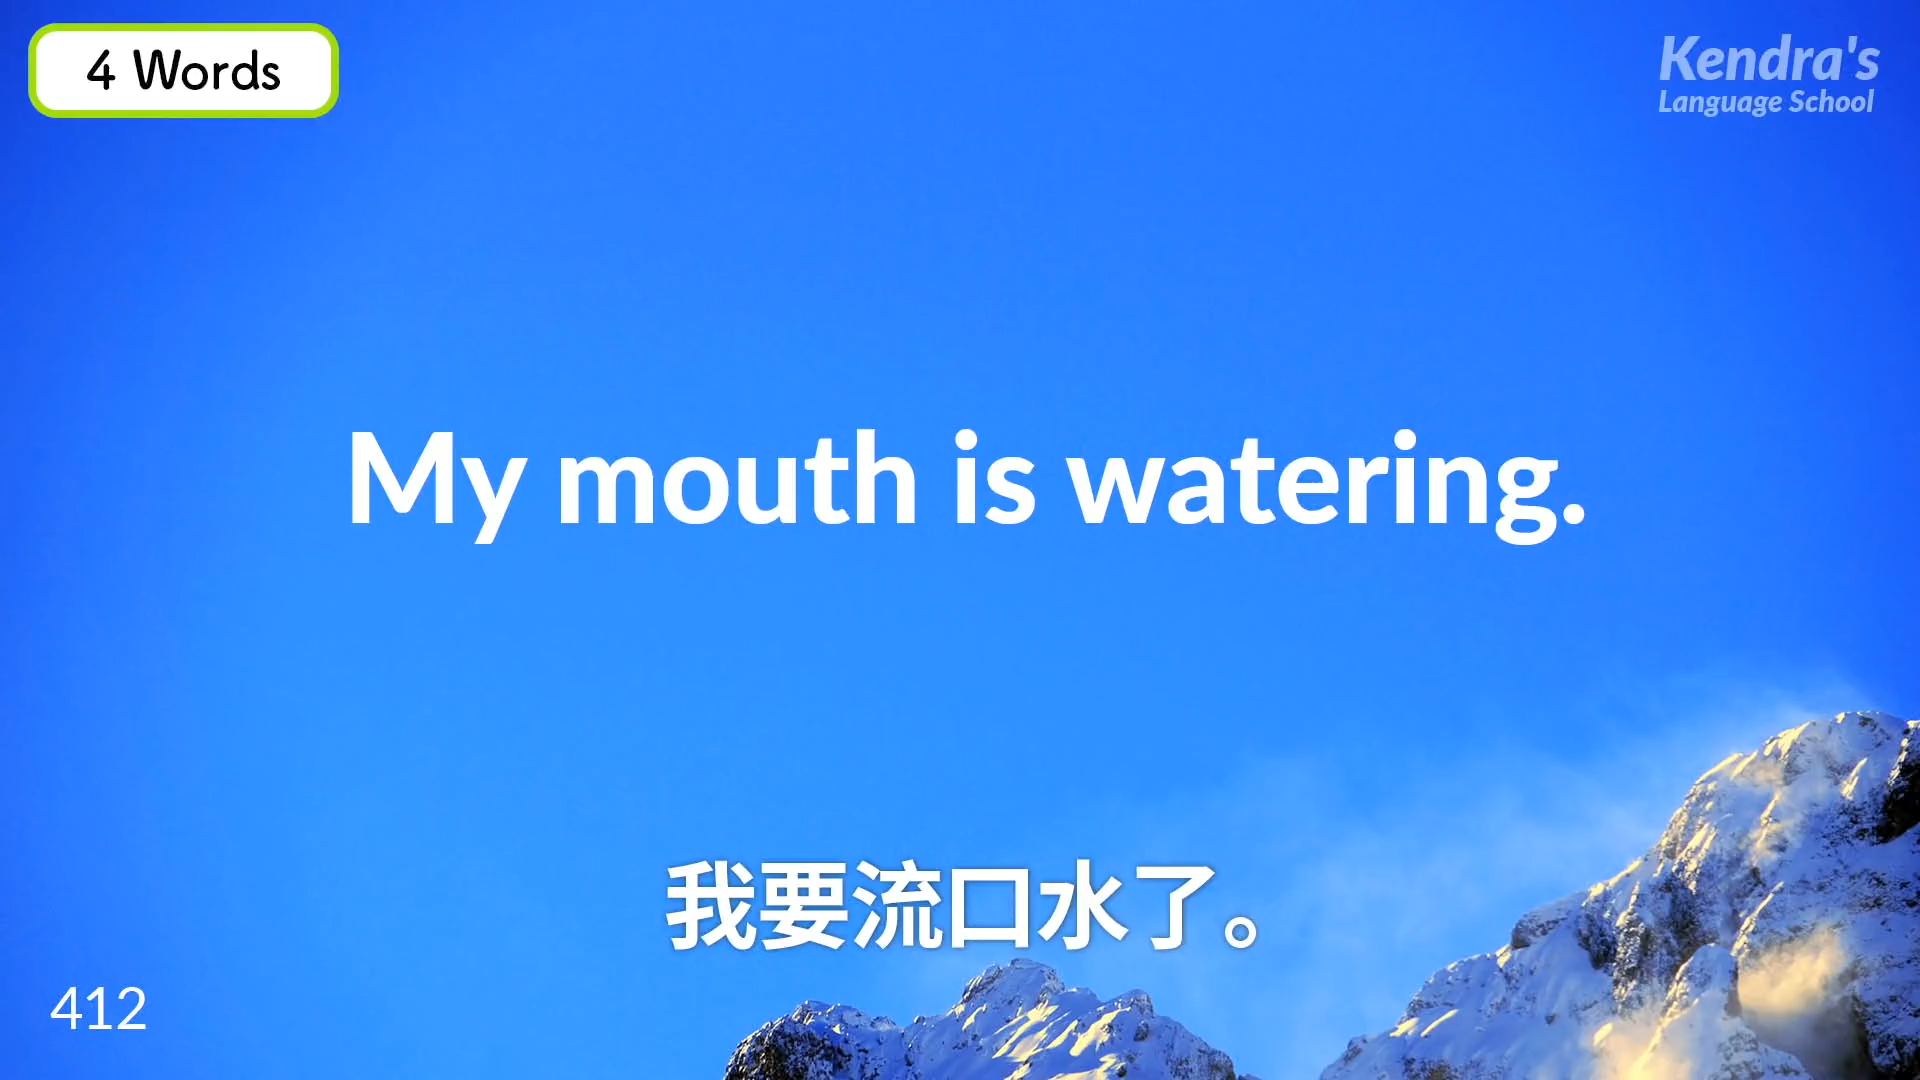 4 Words
Kendra's
Language School
My mouth is watering.
我要流口水了。
412